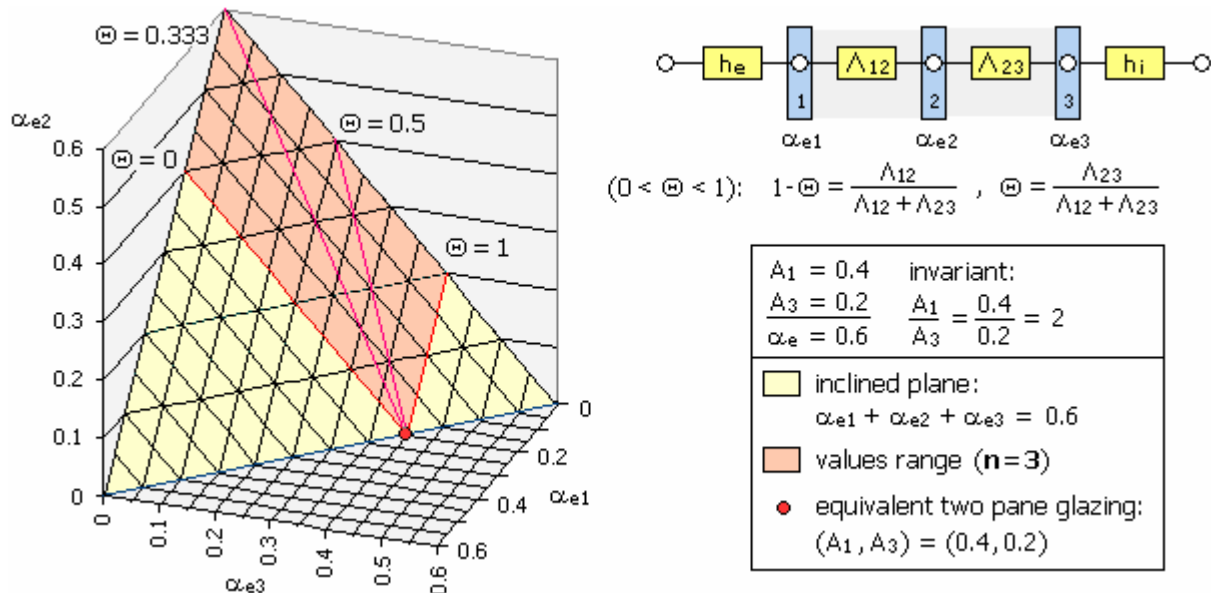 Θ = 0.333
αe2
0.6
0.5
0.4
0.3
0.2
0.1
0
Θ = 0
Θ = 0.5
Θ = 1
0
0.1
0.2
0.3
0.4
0.5
0.6
αe3
0
0.2
0.4
0.6
αe1
he
Λ12
Λ23
hi
1
2
3
αe1
αe2
αe3
(0 < Θ < 1): 1-Θ = Λ12 / (Λ12 + Λ23) , Θ = Λ23 / (Λ12 + Λ23)
A1 = 0.4
A3 = 0.2
αe = 0.6
invariant:
A1 / A3 = 0.4 / 0.2 = 2
inclined plane:
αe1 + αe2 + αe3 = 0.6
values range (n = 3)
equivalent two pane glazing:
(A1, A3) = (0.4, 0.2)